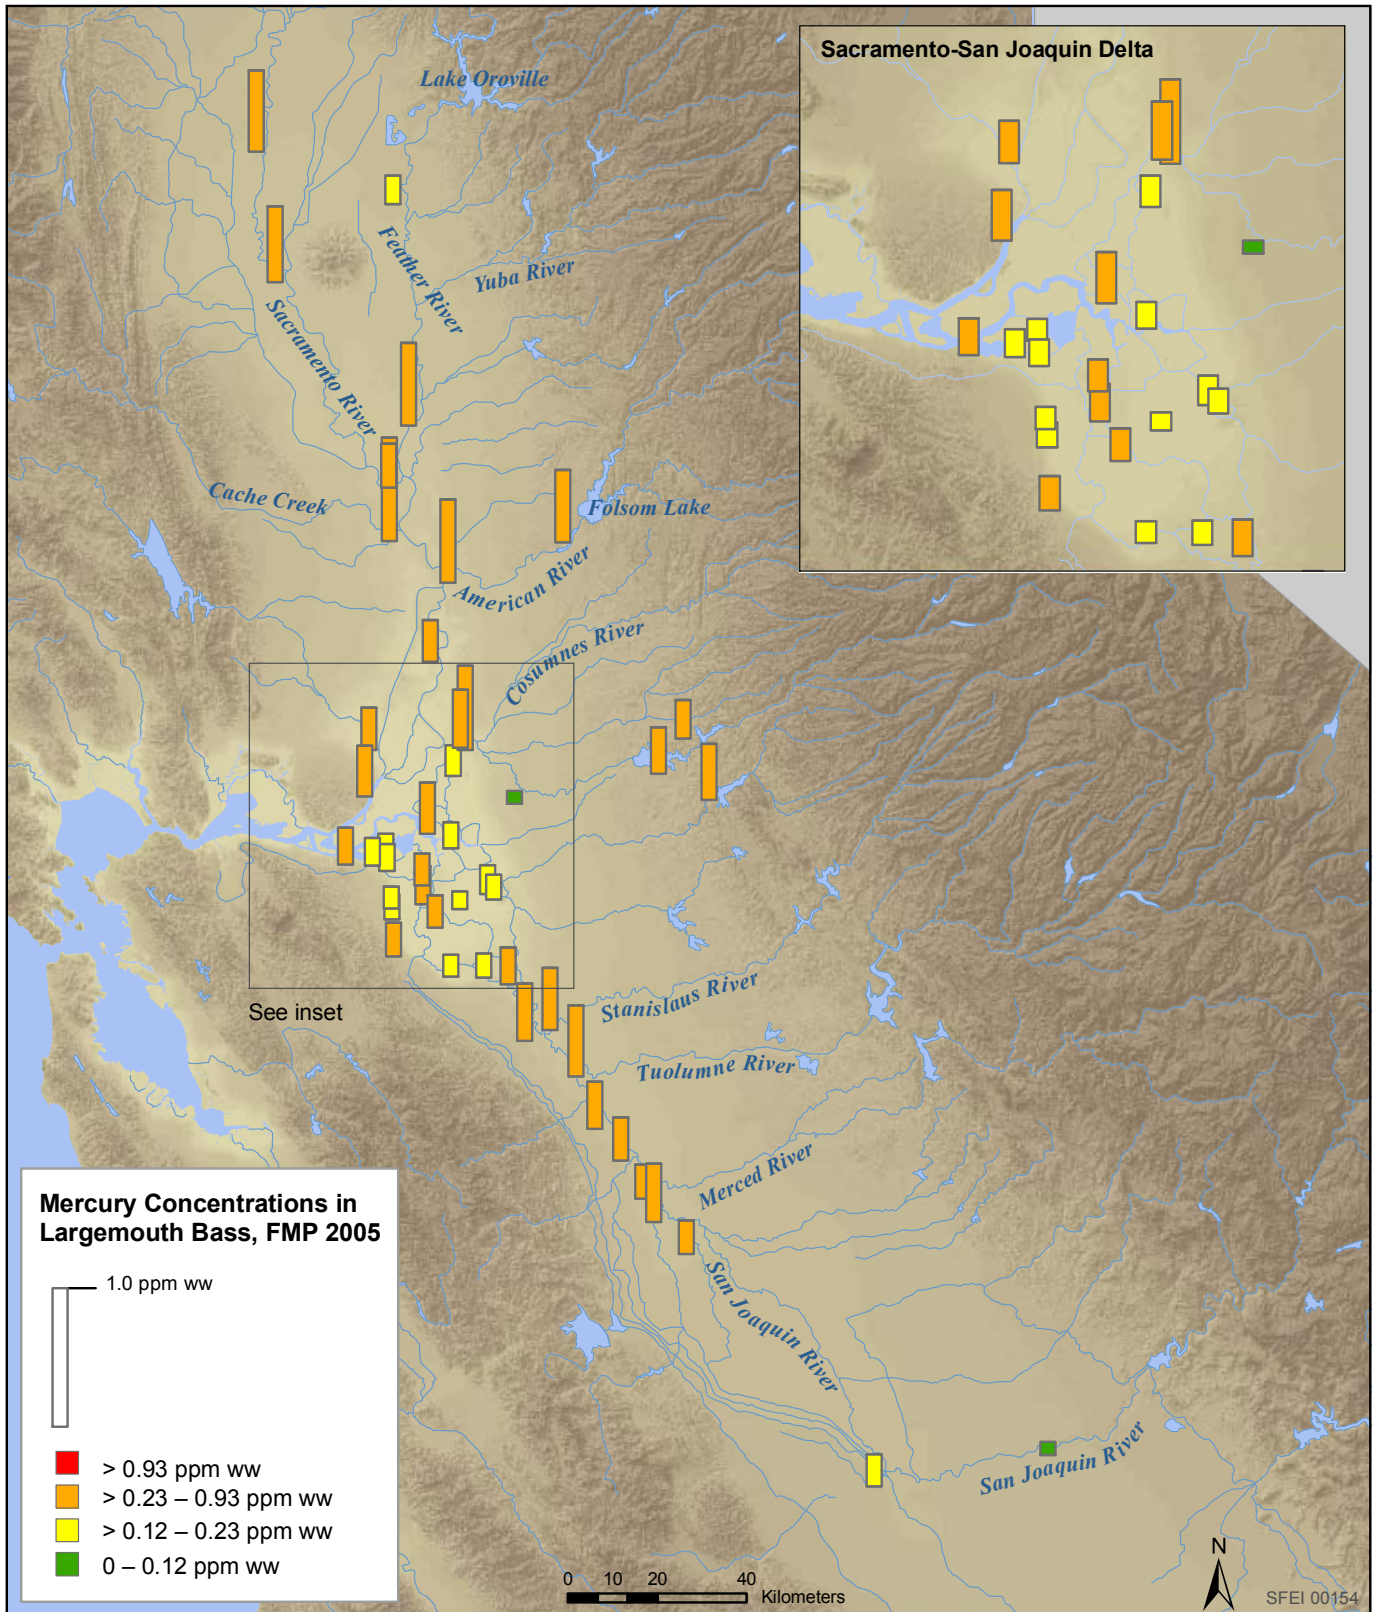 Sacramento-San Joaquin Delta
Lake Oroville
Feather River
Yuba River
Sacramento River
Cache Creek
Folsom Lake
American River
Cosumnes River
See inset
Stanislaus River
Tuolumne River
Merced River
San Joaquin River
San Joaquin River
Mercury Concentrations in
Largemouth Bass, FMP 2005
1.0 ppm ww
> 0.93 ppm ww
> 0.23 – 0.93 ppm ww
> 0.12 – 0.23 ppm ww
0 – 0.12 ppm ww
0 10 20 40
Kilometers
N
SFEI 00154